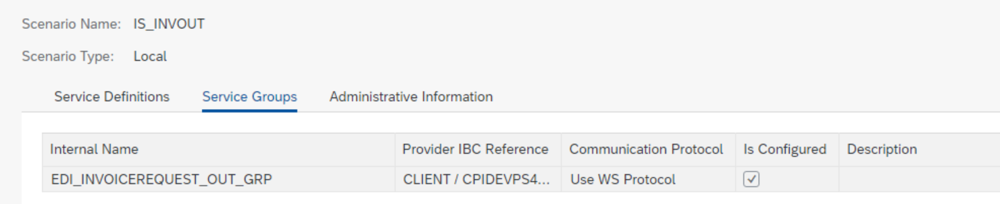 Scenario Name: IS_INVOUT
Scenario Type: Local
Service Definitions Service Groups Administrative Information
Internal Name Provider IBC Reference Communication Protocol Is Configured Description
EDI_INVOICEREQUEST_OUT_GRP CLIENT / CPIDEVPS4... Use WS Protocol